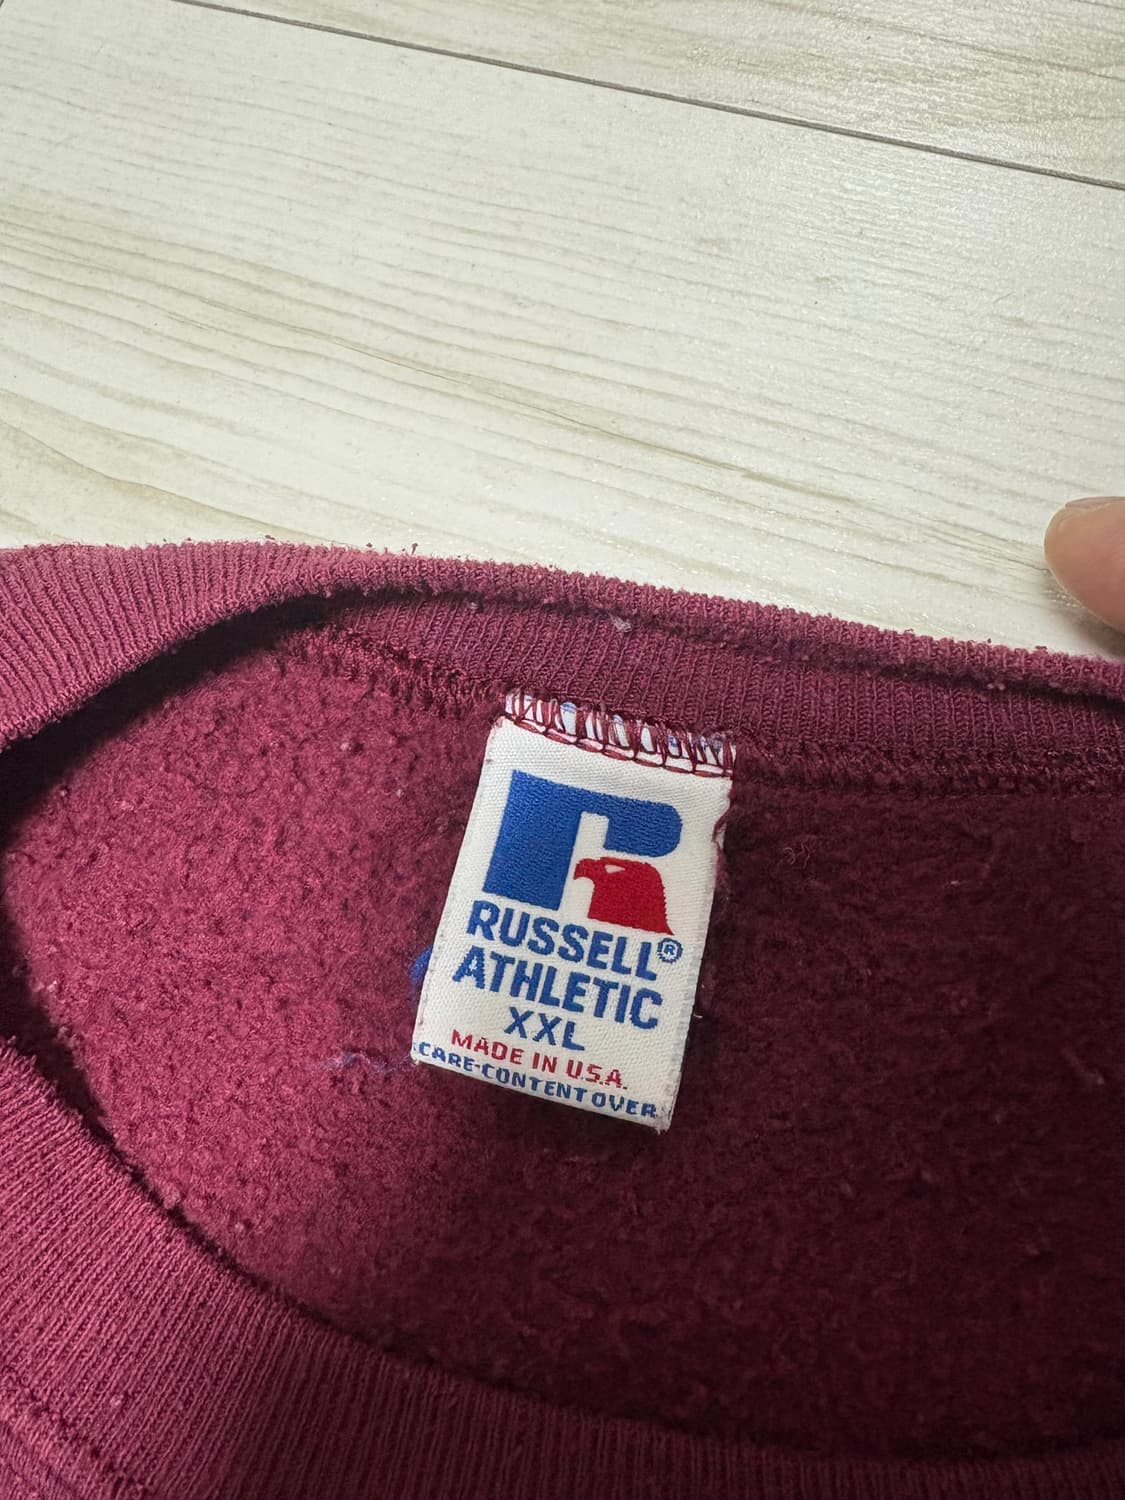 RUSSELL®
ATHLETIC
XXL
MADE IN U.S.A.
CARE·CONTENT OVER